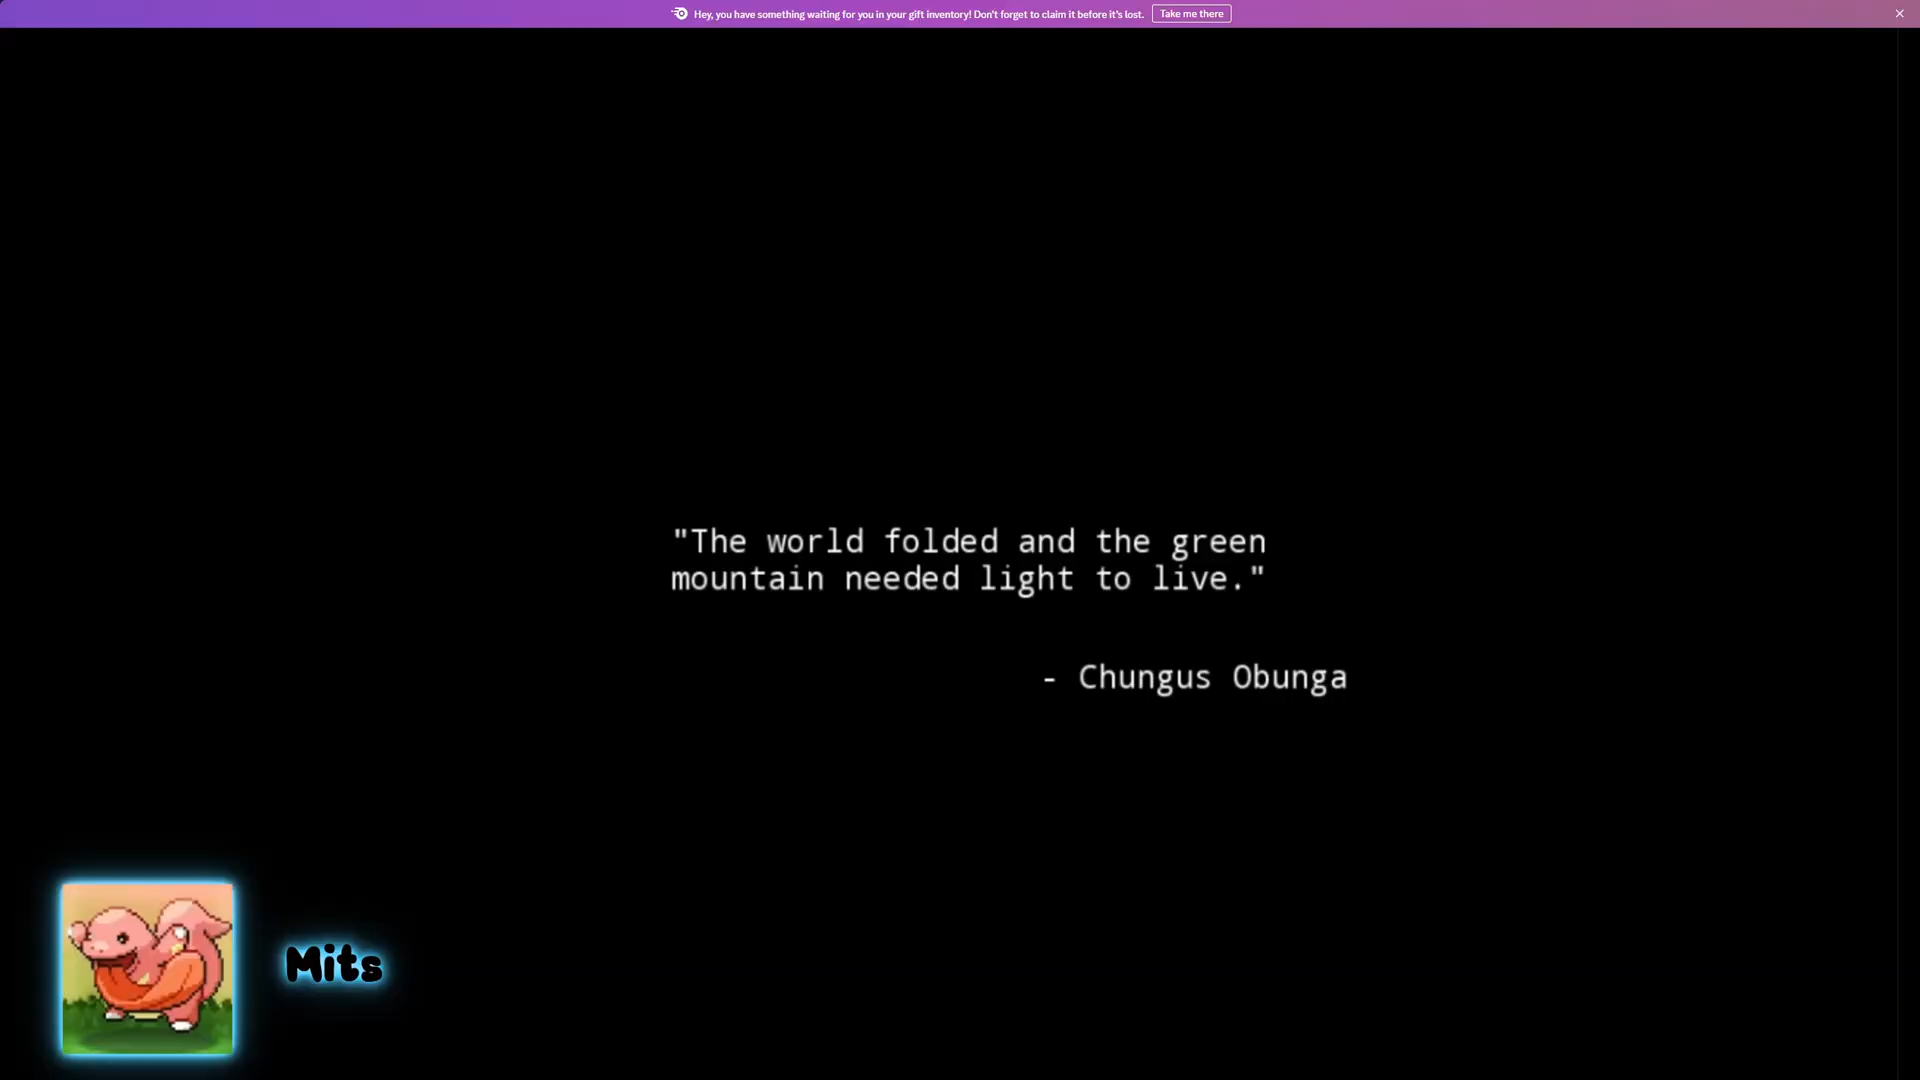 Hey, you have something waiting for you in your gift inventory! Don't forget to claim it before it's lost. Take me there
"The world folded and the green
mountain needed light to live."
- Chungus Obunga
Mits